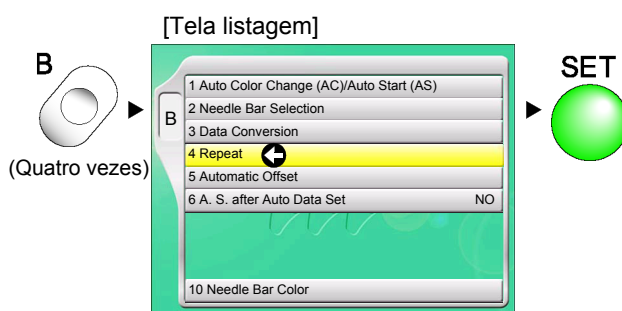 [Tela listagem]
B
(Quatro vezes)
B
1 Auto Color Change (AC)/Auto Start (AS)
2 Needle Bar Selection
3 Data Conversion
4 Repeat
5 Automatic Offset
6 A. S. after Auto Data Set NO
10 Needle Bar Color
SET